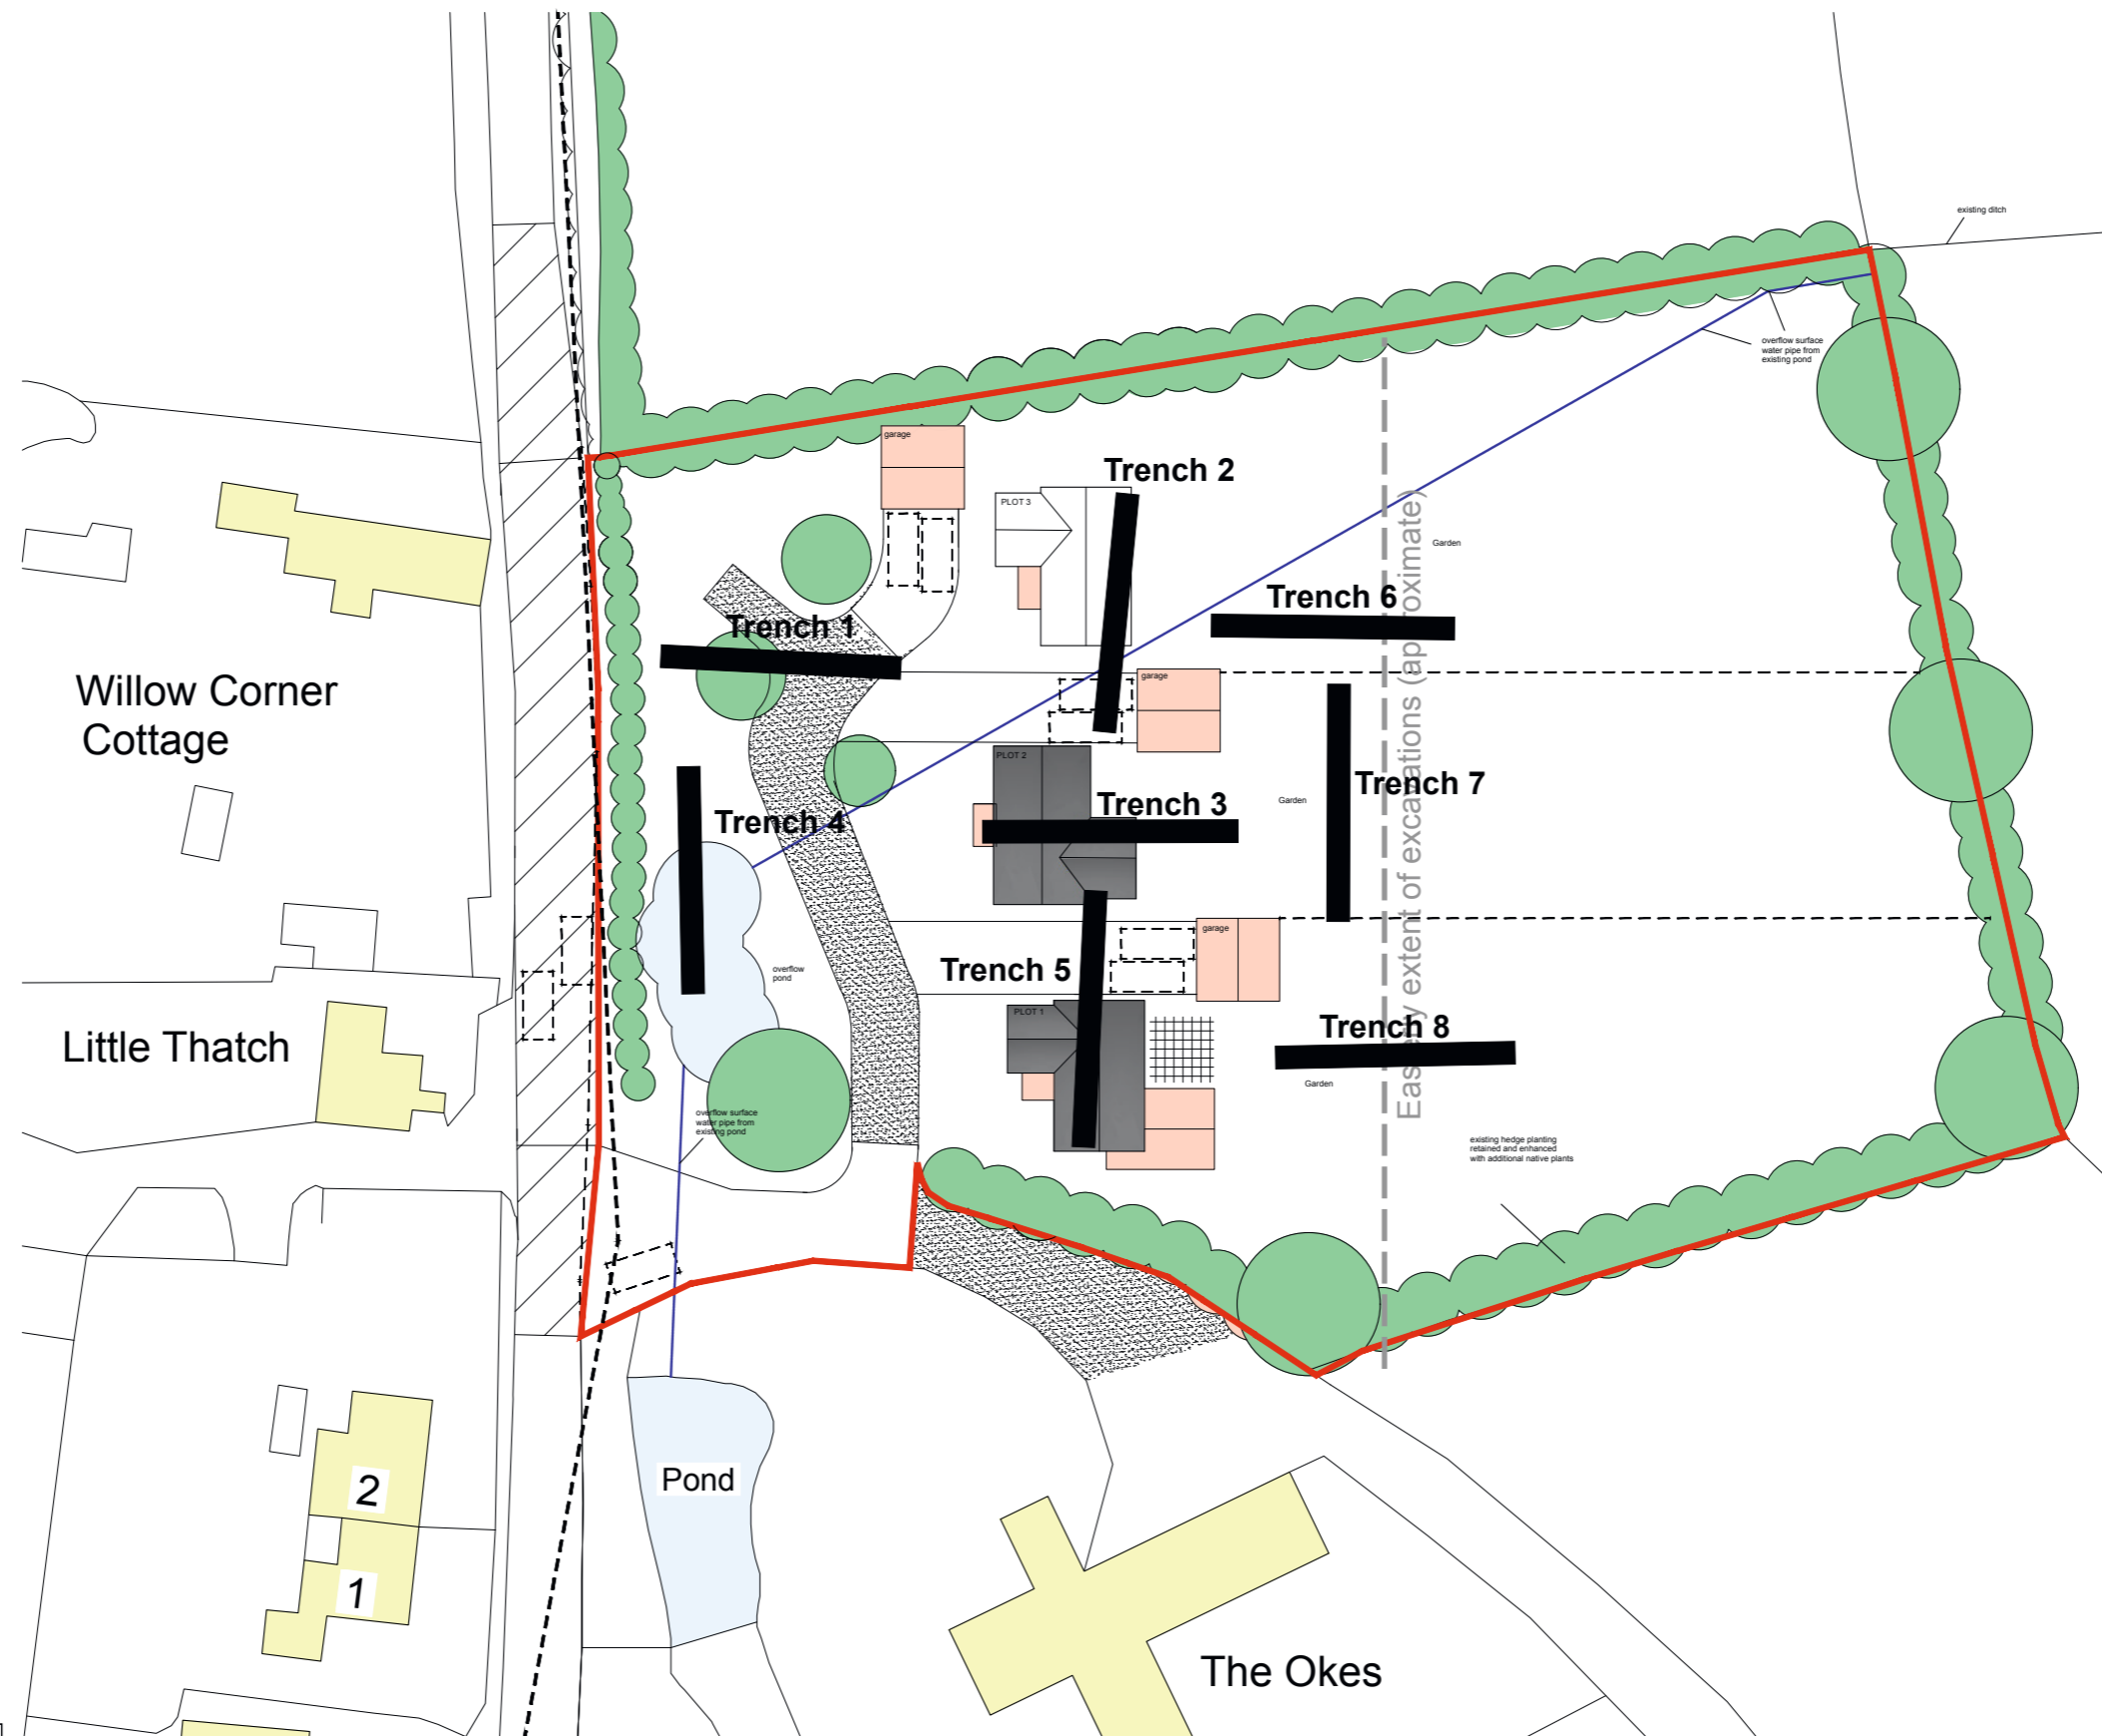 existing ditch
overflow surface
water pipe from
existing pond
garage
Trench 2
PLOT 3
Garden
Trench 6
Trench 1
Willow Corner
Cottage
garage
PLOT 2
Trench 7
Garden
Trench 3
Trench 4
Easterly extent of excavations (approximate)
garage
overflow
pond
Trench 5
PLOT 1
Trench 8
Little Thatch
Garden
overflow surface
water pipe from
existing pond
existing hedge planting
retained and enhanced
with additional native plants
Pond
2
1
The Okes